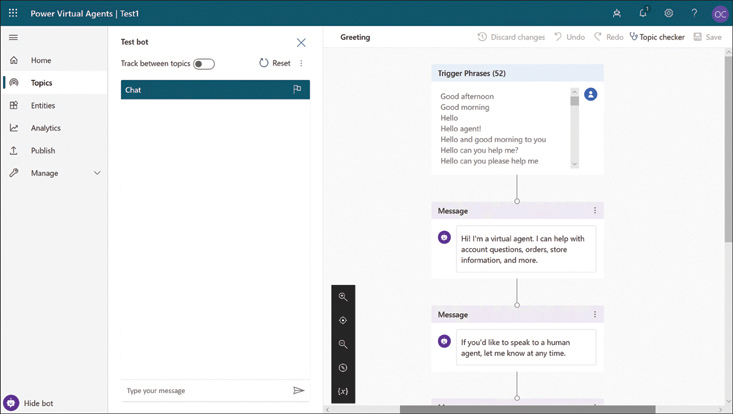 Power Virtual Agents | Test1
1
?
OC
Home
Topics
Entities
Analytics
Publish
Manage
Hide bot
Test bot
Track between topics
Reset
Chat
Type your message
Greeting
Discard changes
Undo
Redo
Topic checker
Save
Trigger Phrases (52)
Good afternoon
Good morning
Hello
Hello agent!
Hello and good morning to you
Hello can you help me?
Hello can you please help me
Message
Hi! I'm a virtual agent. I can help with
account questions, orders, store
information, and more.
Message
If you'd like to speak to a human
agent, let me know at any time.
{x}